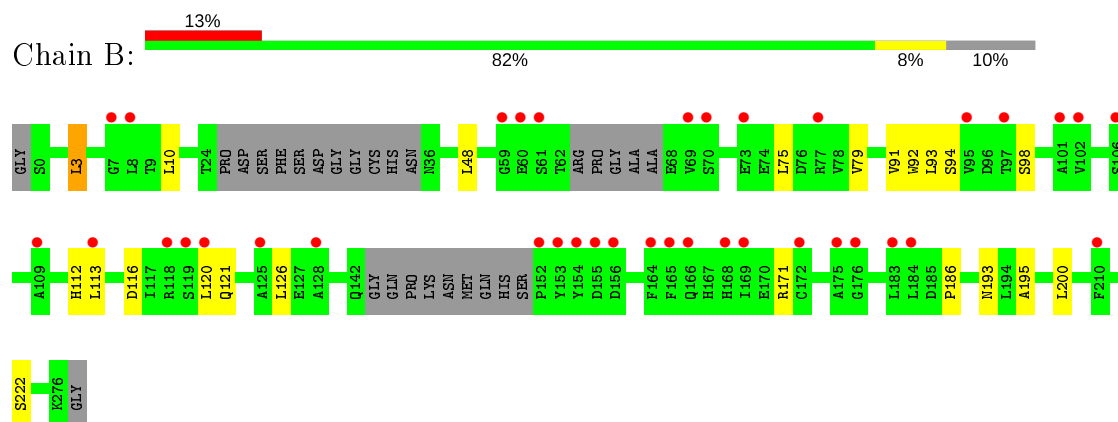 13%
Chain B:
82% 8% 10%
GLY S0 L3 G7 L8 T9 L10 T24 PRO ASP SER PHE SER ASP GLY GLY CYS HIS ASN N36 L48 G59 E60 S61 T62 ARG PRO GLY ALA ALA E68 V69 S70 E73 E74 L75 D76 R77 V78 V79 V91 W92 L93 S94 V95 D96 T97 S98 A101 V102 S106
A109 H112 L113 D116 I117 R118 S119 L120 Q121 A125 L126 E127 A128 Q142 GLY GLN PRO LYS ASN MET GLN HIS SER P152 Y153 Y154 D155 D156 F164 F165 Q166 H167 H168 I169 E170 R171 C172 A175 G176 L183 L184 D185 P186 N193 L194 A195 L200 F210
S222 K276 GLY